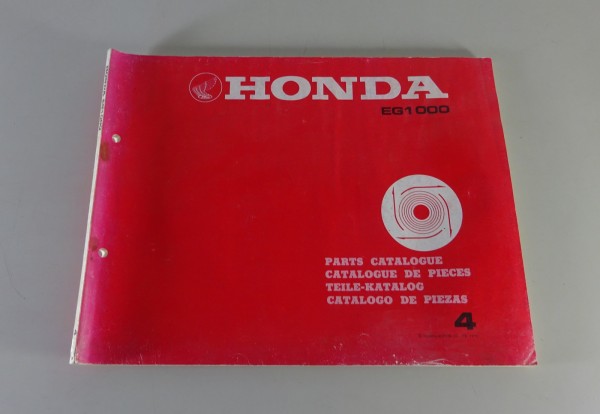 HONDA
EG1000
PARTS CATALOGUE
CATALOGUE DE PIECES
TEILE-KATALOG
CATALOGO DE PIEZAS
4